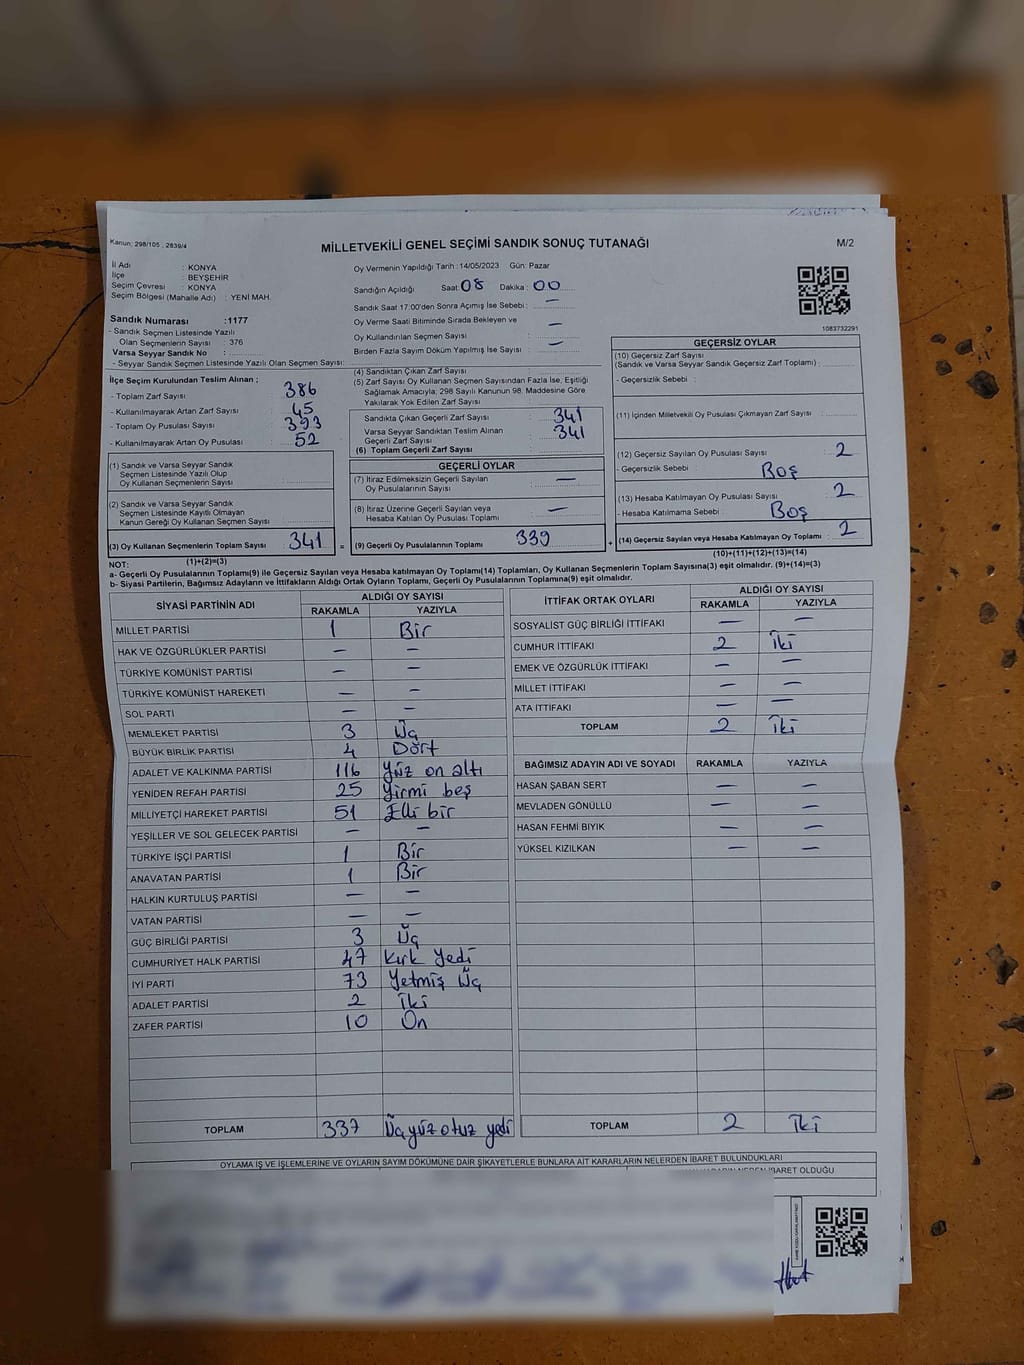 Kanun: 298/105 , 2839/4
MİLLETVEKİLİ GENEL SEÇİMİ SANDIK SONUÇ TUTANAĞI
M/2
İl Adı : KONYA
İlçe : BEYŞEHİR
Seçim Çevresi : KONYA
Seçim Bölgesi (Mahalle Adı) : YENİ MAH.
Oy Vermenin Yapıldığı Tarih : 14/05/2023 Gün: Pazar
Sandığın Açıldığı Saat: 08 Dakika : 00
Sandık Saat 17:00'den Sonra Açımış İse Sebebi : —
Oy Verme Saati Bitiminde Sırada Bekleyen ve
Oy Kullandırılan Seçmen Sayısı : —
Birden Fazla Sayım Döküm Yapılmış İse Sayısı : —
1083732291
Sandık Numarası :1177
- Sandık Seçmen Listesinde Yazılı
Olan Seçmenlerin Sayısı : 376
Varsa Seyyar Sandık No :
- Seyyar Sandık Seçmen Listesinde Yazılı Olan Seçmen Sayısı:
İlçe Seçim Kurulundan Teslim Alınan ;
- Toplam Zarf Sayısı : 386
- Kullanılmayarak Artan Zarf Sayısı : 45
- Toplam Oy Pusulası Sayısı : 393
- Kullanılmayarak Artan Oy Pusulası : 52
(1) Sandık ve Varsa Seyyar Sandık
Seçmen Listesinde Yazılı Olup
Oy Kullanan Seçmenlerin Sayısı :
(2) Sandık ve Varsa Seyyar Sandık
Seçmen Listesinde Kayıtlı Olmayan
Kanun Gereği Oy Kullanan Seçmen Sayısı :
(3) Oy Kullanan Seçmenlerin Toplam Sayısı : 341 =
(1)+(2)=(3)
(4) Sandıktan Çıkan Zarf Sayısı :
(5) Zarf Sayısı Oy Kullanan Seçmen Sayısından Fazla İse, Eşitliği
Sağlamak Amacıyla; 298 Sayılı Kanunun 98. Maddesine Göre
Yakılarak Yok Edilen Zarf Sayısı :
Sandıkta Çıkan Geçerli Zarf Sayısı : 341
Varsa Seyyar Sandıktan Teslim Alınan
Geçerli Zarf Sayısı : 341
(6) Toplam Geçerli Zarf Sayısı :
GEÇERLİ OYLAR
(7) İtiraz Edilmeksizin Geçerli Sayılan
Oy Pusulalarının Sayısı : —
(8) İtiraz Üzerine Geçerli Sayılan veya
Hesaba Katılan Oy Pusulası Toplamı : —
(9) Geçerli Oy Pusulalarının Toplamı : 339 +
GEÇERSİZ OYLAR
(10) Geçersiz Zarf Sayısı
(Sandık ve Varsa Seyyar Sandık Geçersiz Zarf Toplamı) :
- Geçersizlik Sebebi :
(11) İçinden Milletvekili Oy Pusulası Çıkmayan Zarf Sayısı :
(12) Geçersiz Sayılan Oy Pusulası Sayısı : 2
- Geçersizlik Sebebi : Boş
(13) Hesaba Katılmayan Oy Pusulası Sayısı : 2
- Hesaba Katılmama Sebebi : Boş
(14) Geçersiz Sayılan veya Hesaba Katılmayan Oy Toplamı : 2
(10)+(11)+(12)+(13)=(14)
NOT:
a- Geçerli Oy Pusulaları Toplamı(9) ile Geçersiz Sayılan veya Hesaba katılmayan Oy Toplamı(14) Toplamları, Oy Kullanan Seçmenlerin Toplam Sayısına(3) eşit olmalıdır. (9)+(14)=(3)
b- Siyasi Partilerin, Bağımsız Adayların ve İttifakların Aldığı Ortak Oyların Toplamı, Geçerli Oy Pusulalarının Toplamına(9) eşit olmalıdır.
SİYASİ PARTİNİN ADI ALDIĞI OY SAYISI
RAKAMLA YAZIYLA
MİLLET PARTİSİ 1 Bir
HAK VE ÖZGÜRLÜKLER PARTİSİ — —
TÜRKİYE KOMÜNİST PARTİSİ — —
TÜRKİYE KOMÜNİST HAREKETİ — —
SOL PARTİ — —
MEMLEKET PARTİSİ 3 Üç
BÜYÜK BİRLİK PARTİSİ 4 Dört
ADALET VE KALKINMA PARTİSİ 116 Yüz on altı
YENİDEN REFAH PARTİSİ 25 Yirmi beş
MİLLİYETÇİ HAREKET PARTİSİ 51 Elli bir
YEŞİLLER VE SOL GELECEK PARTİSİ — —
TÜRKİYE İŞÇİ PARTİSİ 1 Bir
ANAVATAN PARTİSİ 1 Bir
HALKIN KURTULUŞ PARTİSİ — —
VATAN PARTİSİ — —
GÜÇ BİRLİĞİ PARTİSİ 3 Üç
CUMHURİYET HALK PARTİSİ 47 Kırk Yedi
İYİ PARTİ 73 Yetmiş Üç
ADALET PARTİSİ 2 İki
ZAFER PARTİSİ 10 On
TOPLAM 337 Üçyüz otuz yedi
İTTİFAK ORTAK OYLARI ALDIĞI OY SAYISI
RAKAMLA YAZIYLA
SOSYALİST GÜÇ BİRLİĞİ İTTİFAKI — —
CUMHUR İTTİFAKI 2 İki
EMEK VE ÖZGÜRLÜK İTTİFAKI — —
MİLLET İTTİFAKI — —
ATA İTTİFAKI — —
TOPLAM 2 İki
BAĞIMSIZ ADAYIN ADI VE SOYADI RAKAMLA YAZIYLA
HASAN ŞABAN SERT — —
MEVLADEN GÖNÜLLÜ — —
HASAN FEHMİ BIYIK — —
YÜKSEL KIZILKAN — —
TOPLAM 2 İki
OYLAMA İŞ VE İŞLEMLERİNE VE OYLARIN SAYIM DÖKÜMÜNE DAİR ŞİKAYETLERLE BUNLARA AİT KARARLARIN NELERDEN İBARET BULUNDUKLARI
NEDEN İBARET OLDUĞU